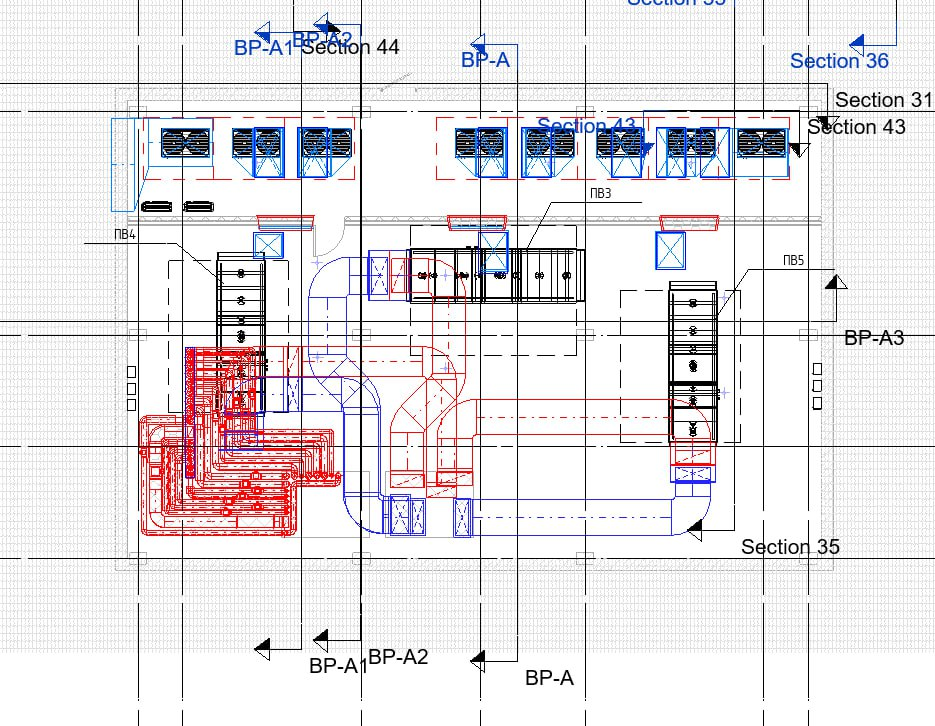 Section 35
BP-A1
BP-A2
Section 44
BP-A
Section 36
Section 31
Section 43
Section 43
ПВ3
ПВ4
ПВ5
BP-A3
Section 35
BP-A1
BP-A2
BP-A